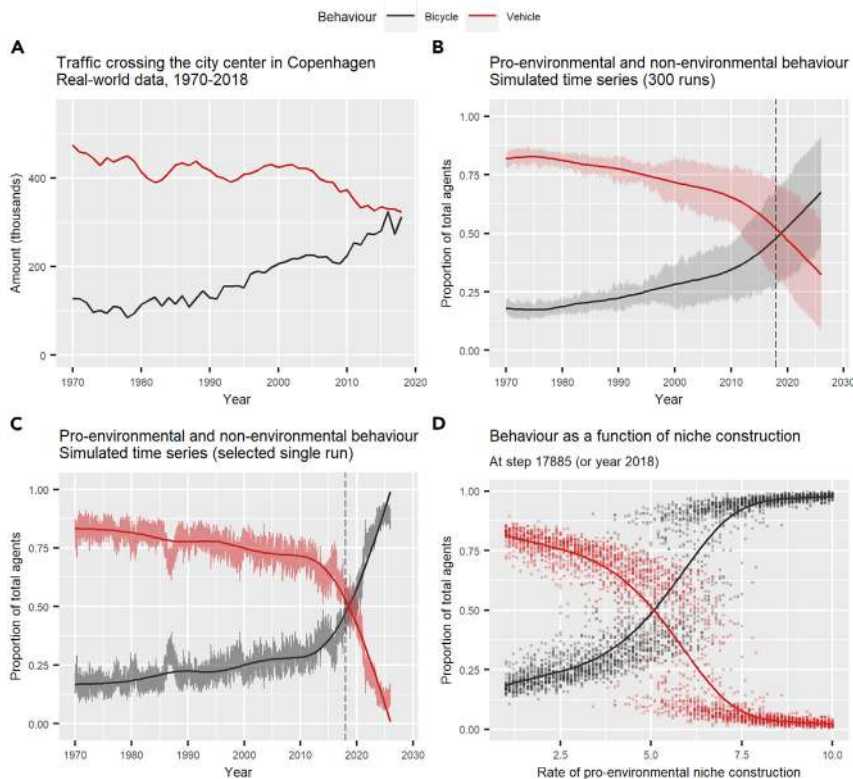 Behaviour Bicycle Vehicle
A
Traffic crossing the city center in Copenhagen
Real-world data, 1970-2018
Amount (thousands)
400
200
0
1970 1980 1990 2000 2010 2020
Year
B
Pro-environmental and non-environmental behaviour
Simulated time series (300 runs)
Proportion of total agents
1.00
0.75
0.50
0.25
0.00
1970 1980 1990 2000 2010 2020 2030
Year
C
Pro-environmental and non-environmental behaviour
Simulated time series (selected single run)
Proportion of total agents
1.00
0.75
0.50
0.25
0.00
1970 1980 1990 2000 2010 2020 2030
Year
D
Behaviour as a function of niche construction
At step 17885 (or year 2018)
Proportion of total agents
1.00
0.75
0.50
0.25
0.00
2.5 5.0 7.5 10.0
Rate of pro-environmental niche construction